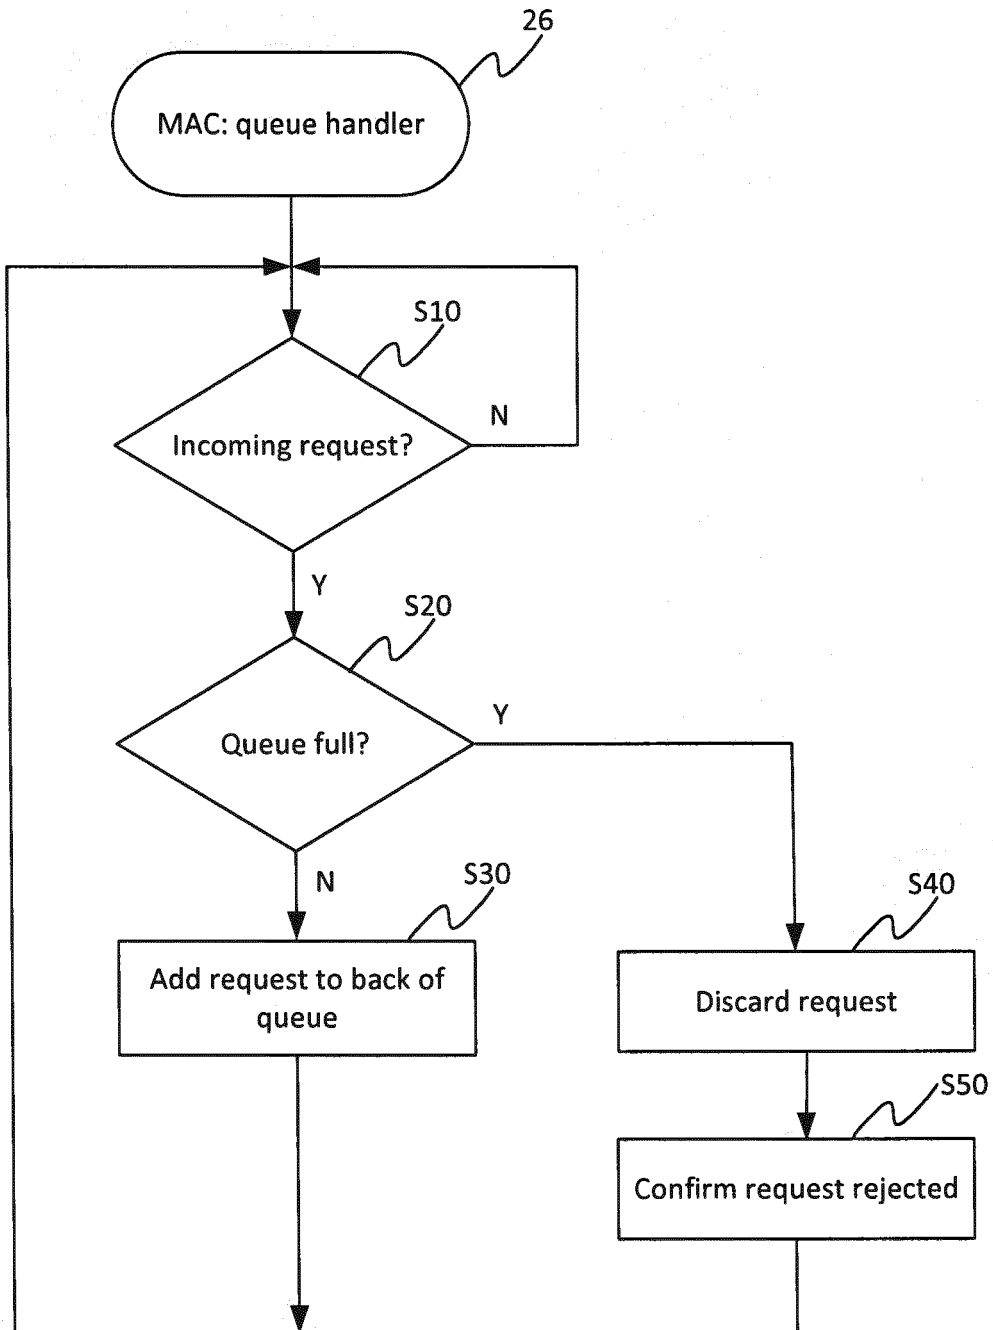 26
MAC: queue handler
S10
Incoming request?
N
Y
S20
Queue full?
Y
N
S30
Add request to back of
queue
S40
Discard request
S50
Confirm request rejected